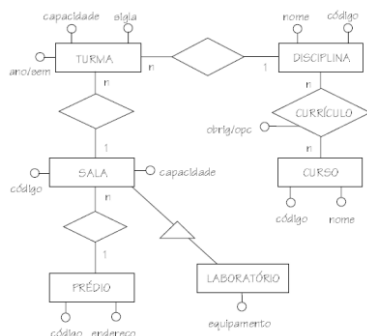 capacidade sigla
nome código
TURMA n 1 DISCIPLINA
ano/sem
n n
CURRÍCULO
obrig/opc
1 n
SALA capacidade CURSO
código
n
código nome
1
PRÉDIO LABORATÓRIO
código endereço equipamento